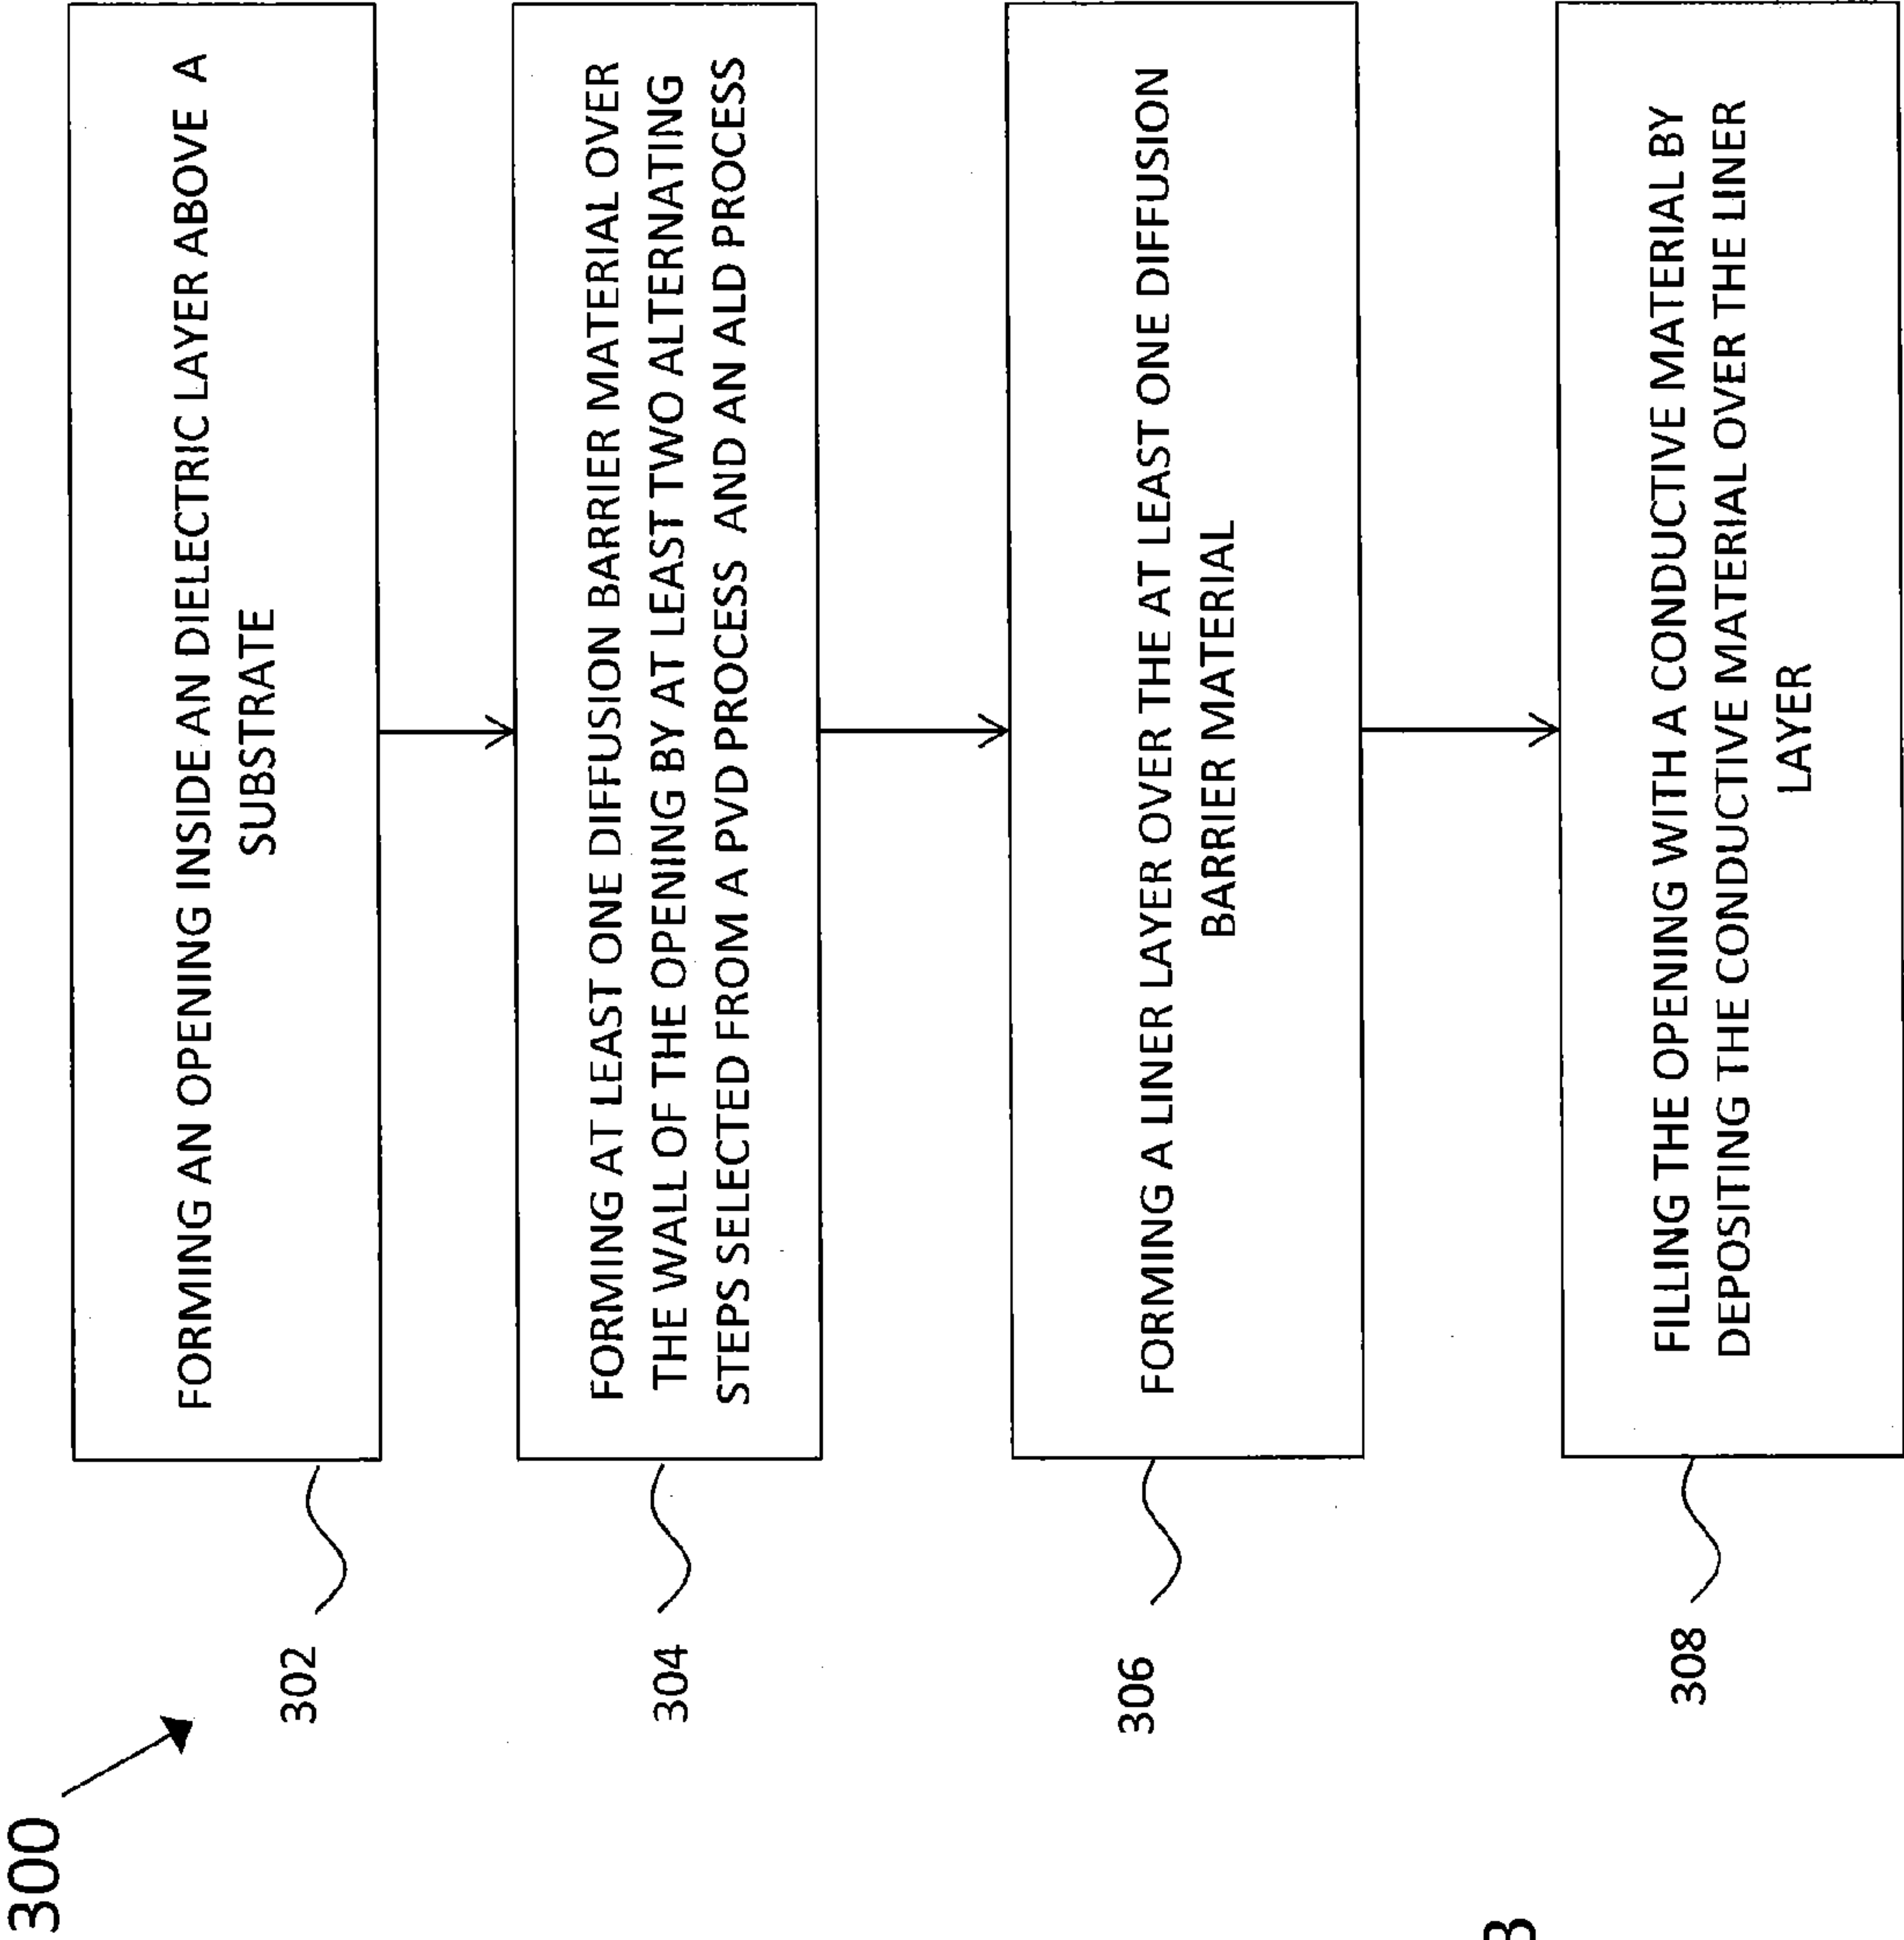 300
302
FORMING AN OPENING INSIDE AN DIELECTRIC LAYER ABOVE A
SUBSTRATE
304
FORMING AT LEAST ONE DIFFUSION BARRIER MATERIAL OVER
THE WALL OF THE OPENING BY AT LEAST TWO ALTERNATING
STEPS SELECTED FROM A PVD PROCESS AND AN ALD PROCESS
306
FORMING A LINER LAYER OVER THE AT LEAST ONE DIFFUSION
BARRIER MATERIAL
308
FILLING THE OPENING WITH A CONDUCTIVE MATERIAL BY
DEPOSITING THE CONDUCTIVE MATERIAL OVER THE LINER
LAYER
3